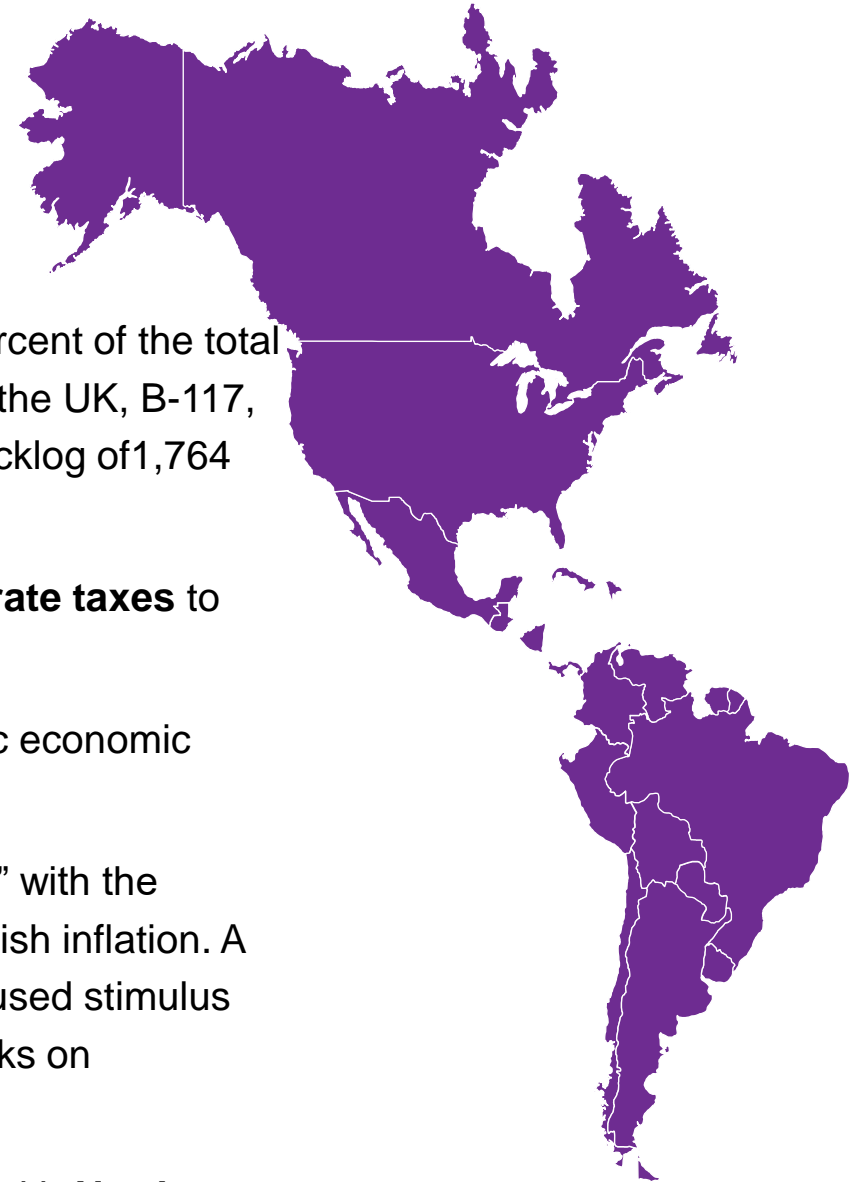 rcent of the total
the UK, B-117,
cklog of1,764
rate taxes to
c economic
” with the
ish inflation. A
used stimulus
ks on